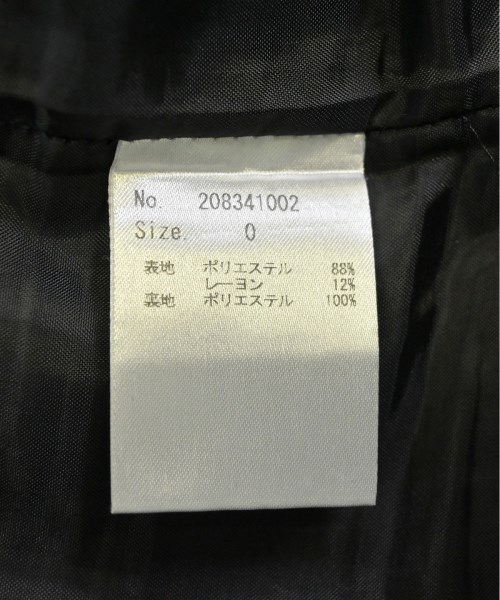 No. 208341002
Size. 0
表地 ポリエステル 88%
レーヨン 12%
裏地 ポリエステル 100%